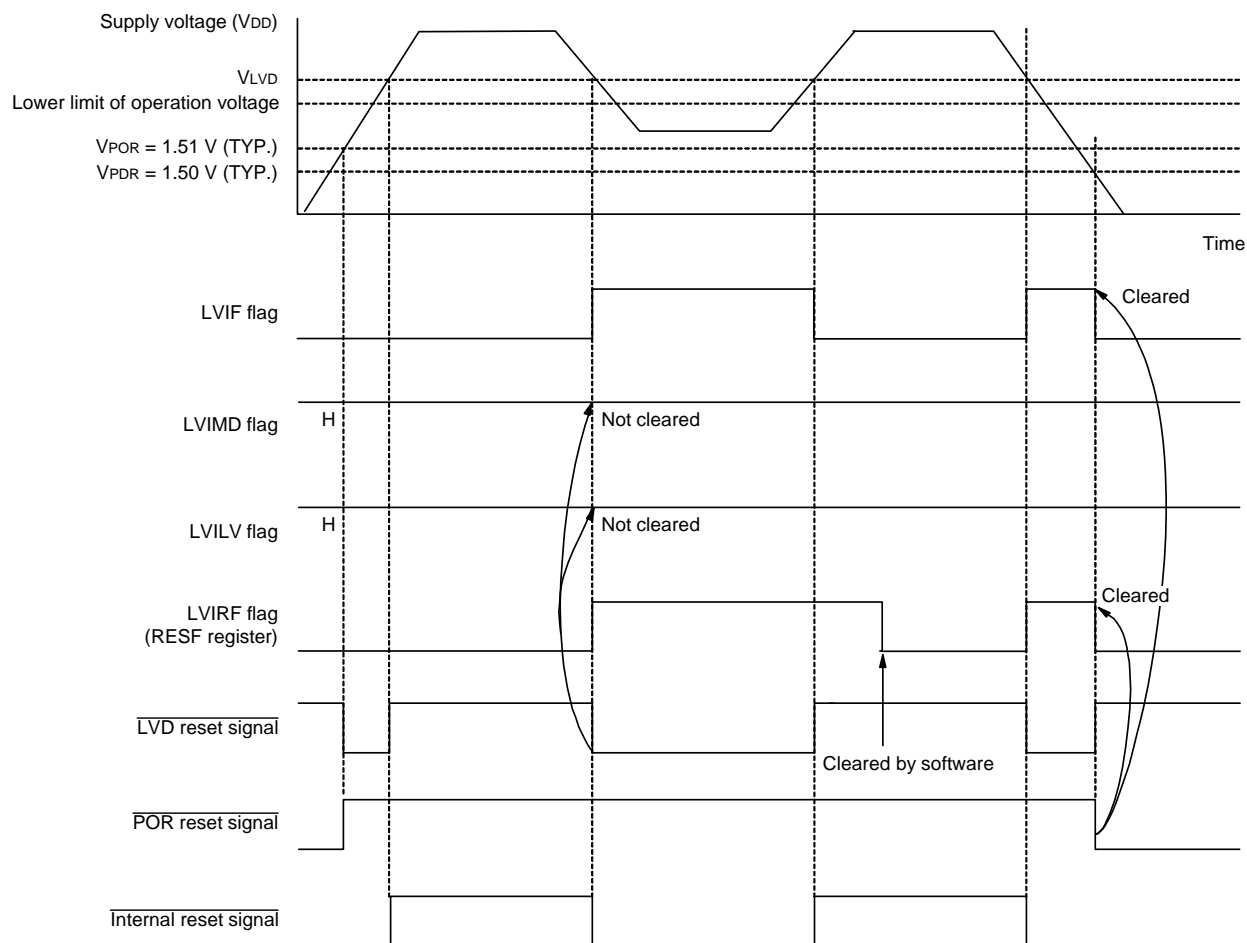 Supply voltage (VDD)
VLVD
Lower limit of operation voltage
VPOR = 1.51 V (TYP.)
VPDR = 1.50 V (TYP.)
Time
LVIF flag
Cleared
LVIMD flag
H
Not cleared
LVILV flag
H
Not cleared
LVIRF flag
(RESF register)
Cleared
LVD reset signal
Cleared by software
POR reset signal
Internal reset signal